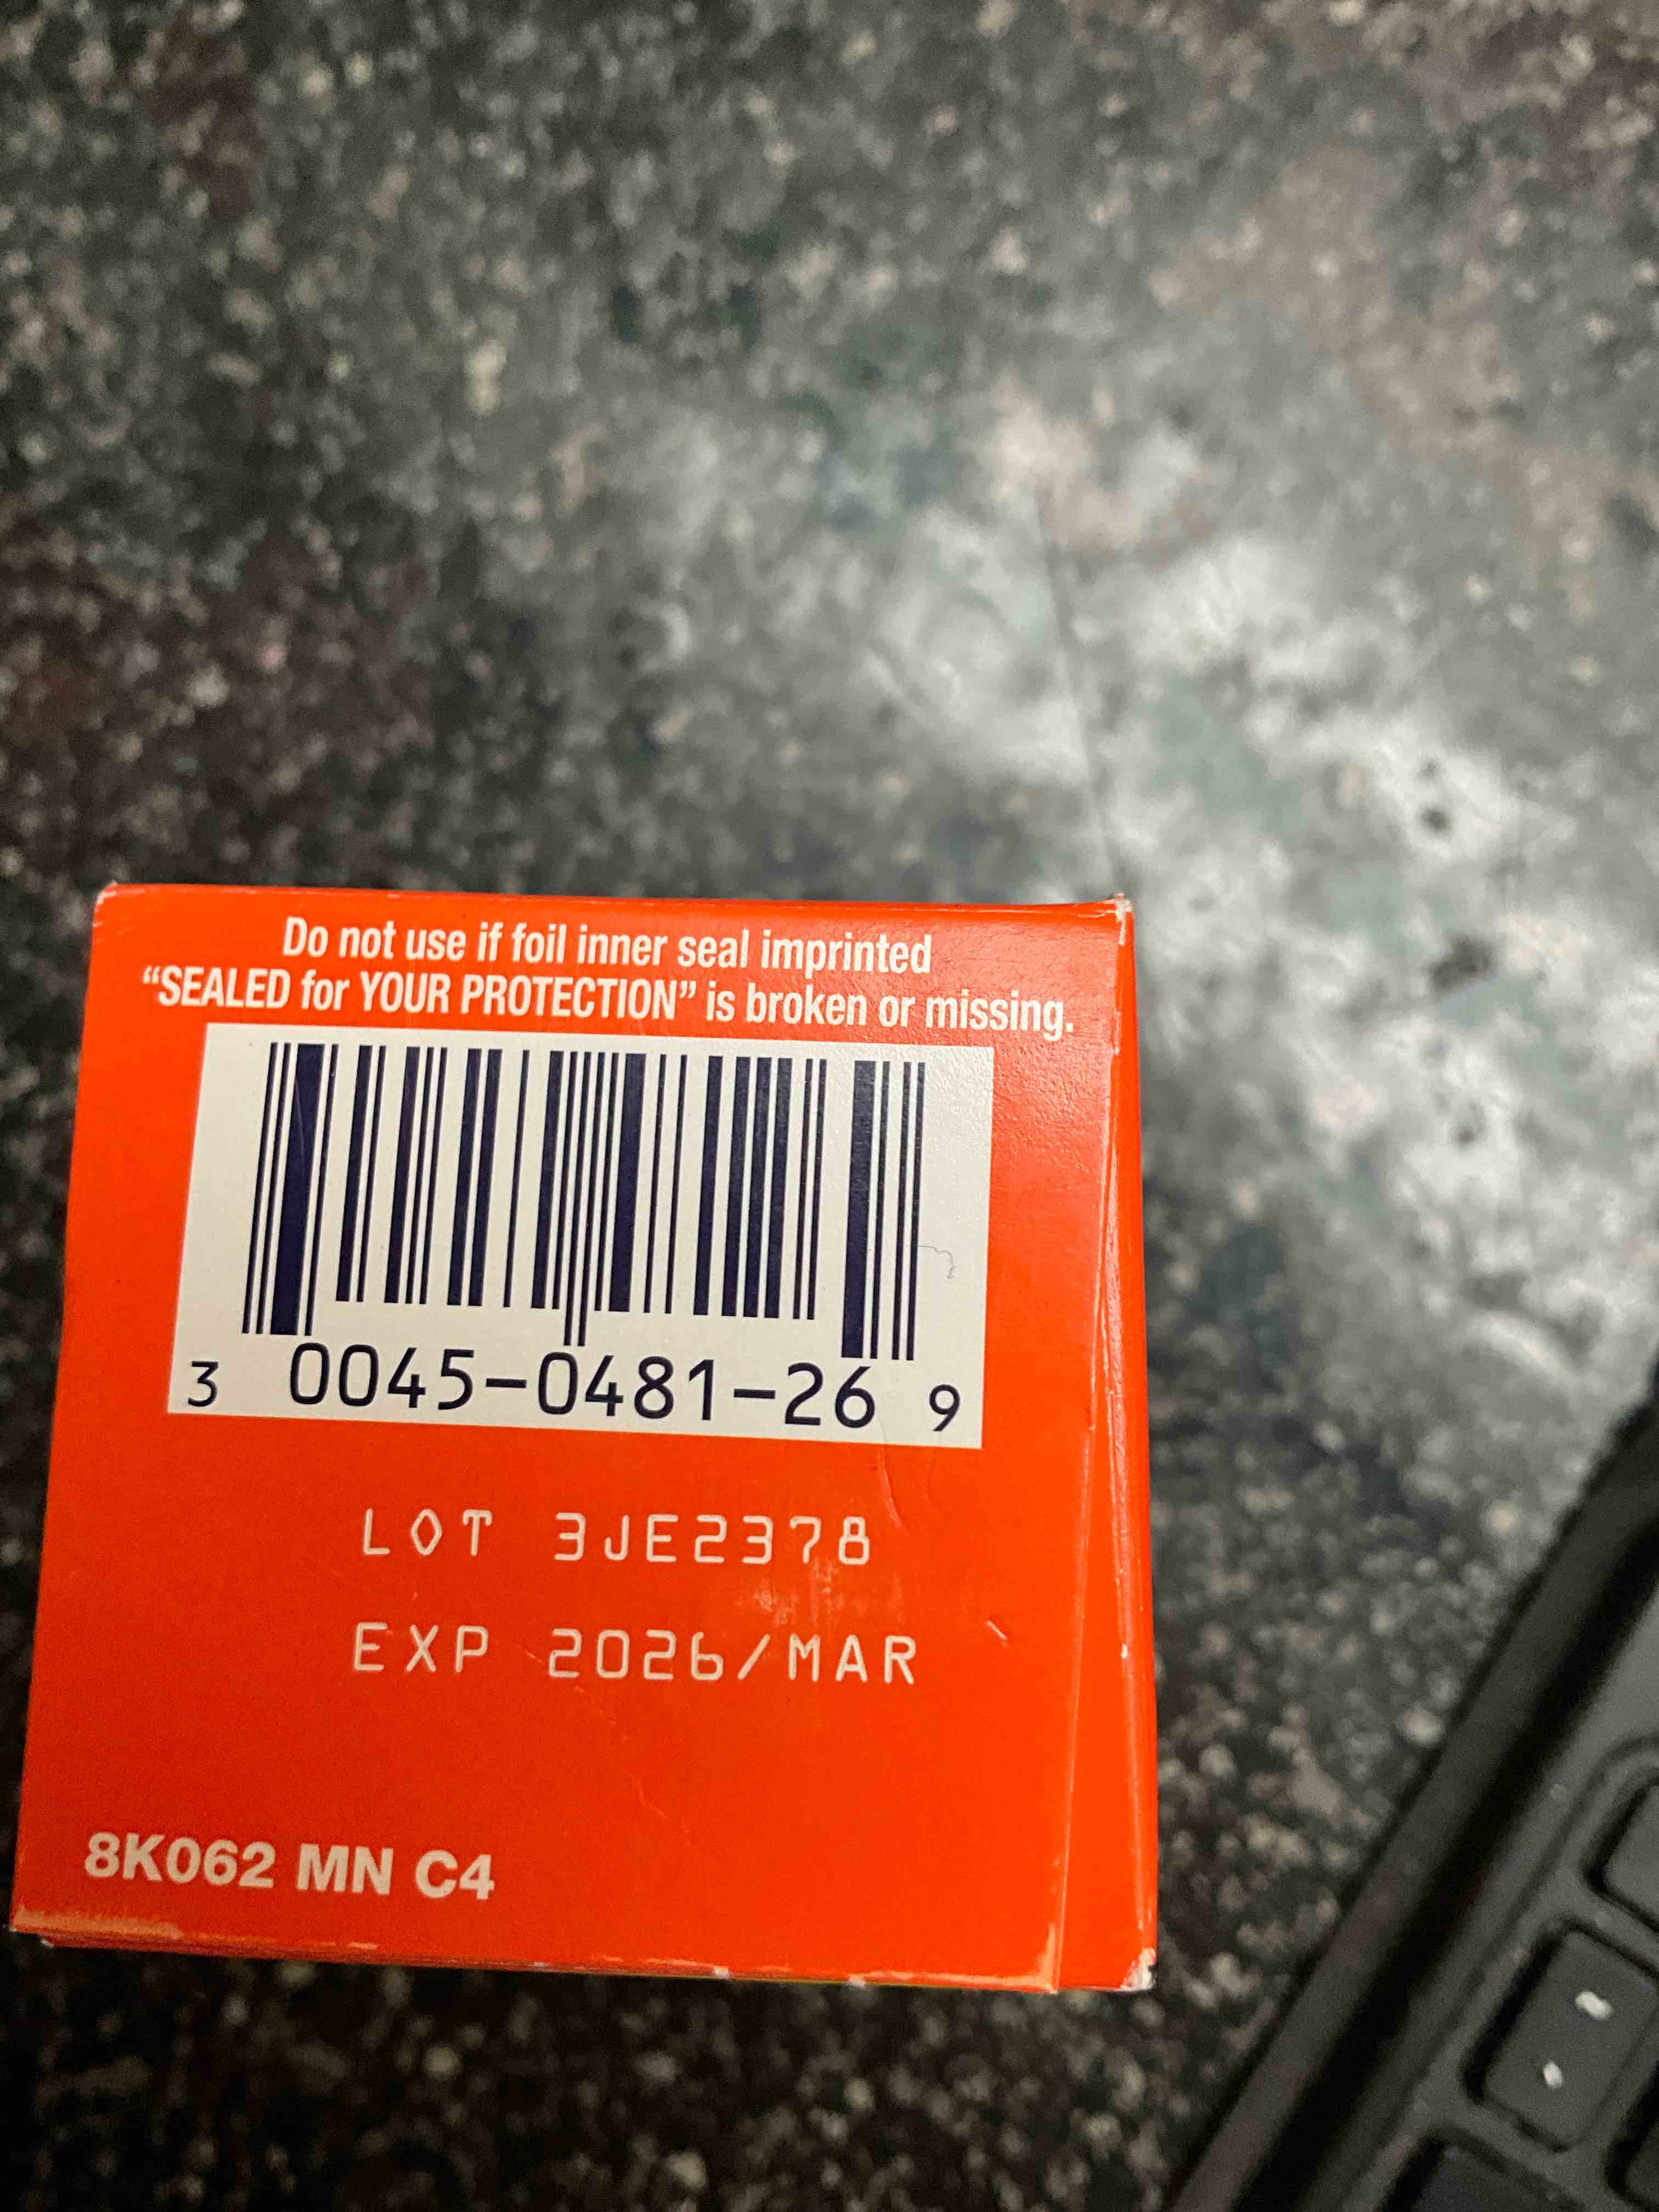 Do not use if foil inner seal imprinted
“SEALED for YOUR PROTECTION” is broken or missing.
3 0045-0481-26 9
LOT 3JE2378
EXP 2026/MAR
8K062 MN C4